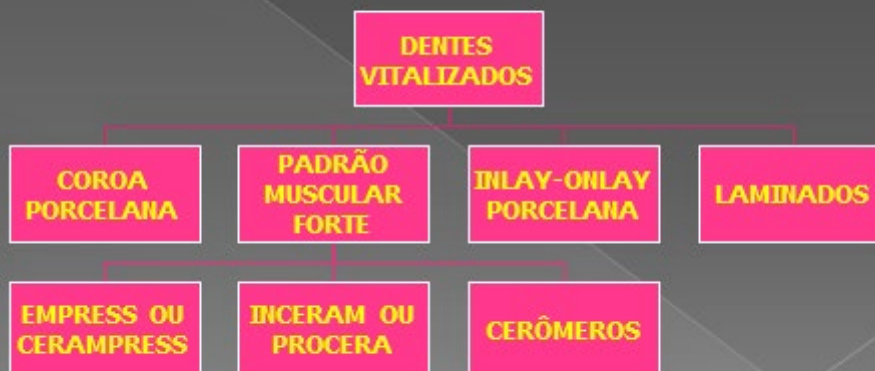 DENTES
VITALIZADOS
COROA
PORCELANA
PADRÃO
MUSCULAR
FORTE
INLAY-ONLAY
PORCELANA
LAMINADOS
EMPRESS OU
CERAMPRESS
INCERAM OU
PROCERA
CERÔMEROS